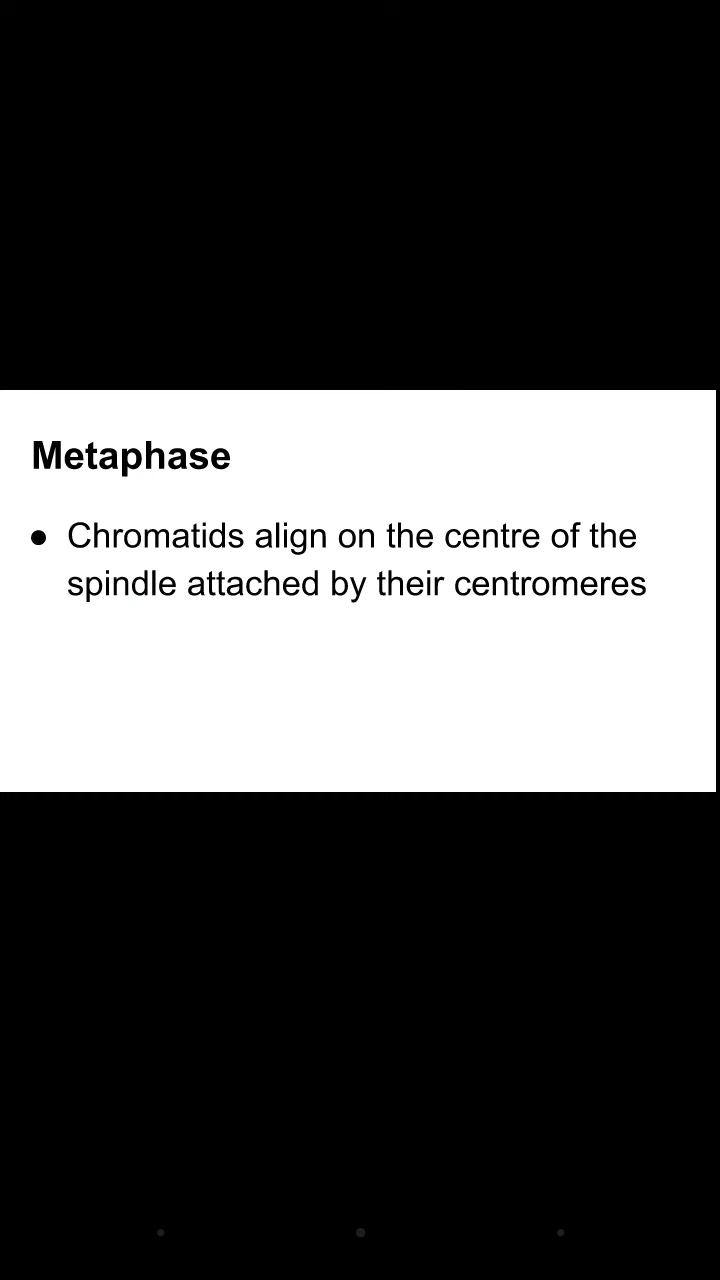 Metaphase
● Chromatids align on the centre of the
spindle attached by their centromeres